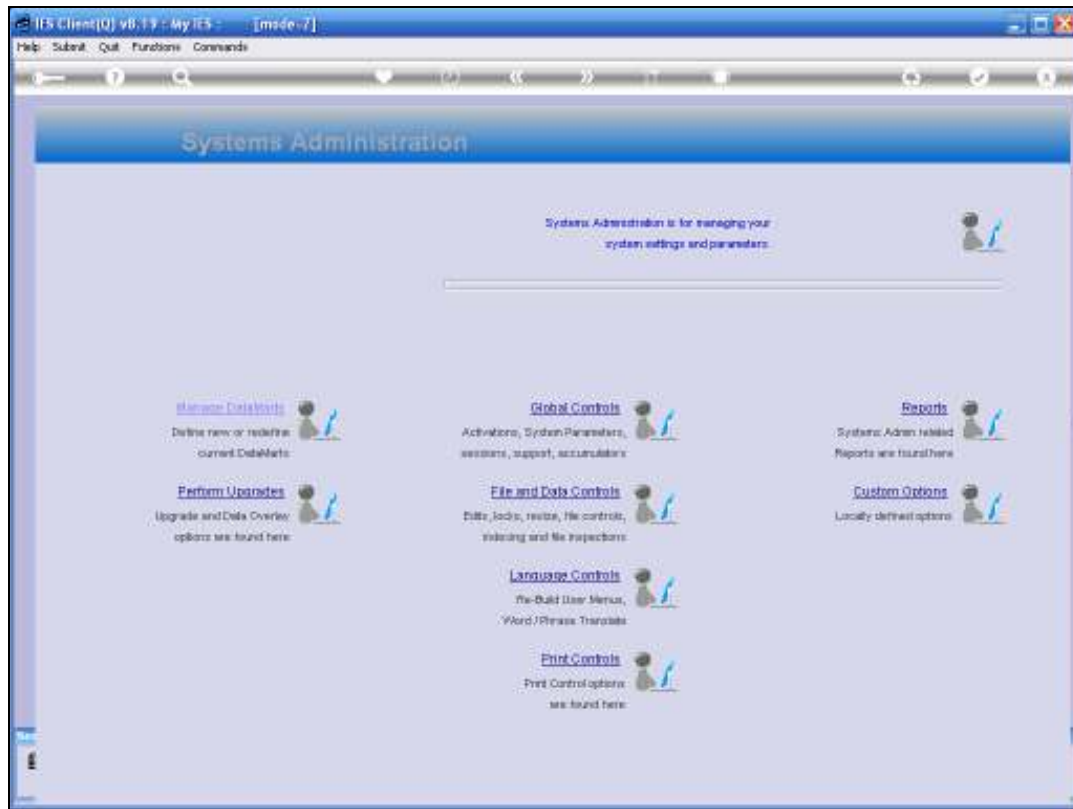 IES Client(Q) v8.19 : My IES : [mode-7]
Help Submit Quit Functions Commands
Systems Administration
Systems Administration is for managing your
system settings and parameters.
Manage DataMarts
Define new or redefine
current DataMarts
Global Controls
Activations, System Parameters,
sessions, support, accumulators
Reports
Systems Admin related
Reports are found here
Perform Upgrades
Upgrade and Data Overlay
options are found here
File and Data Controls
Edits, locks, resize, file controls,
indexing and file inspections
Custom Options
Locally defined options
Language Controls
Re-Build User Menus,
Word / Phrase Translate
Print Controls
Print Control options
are found here